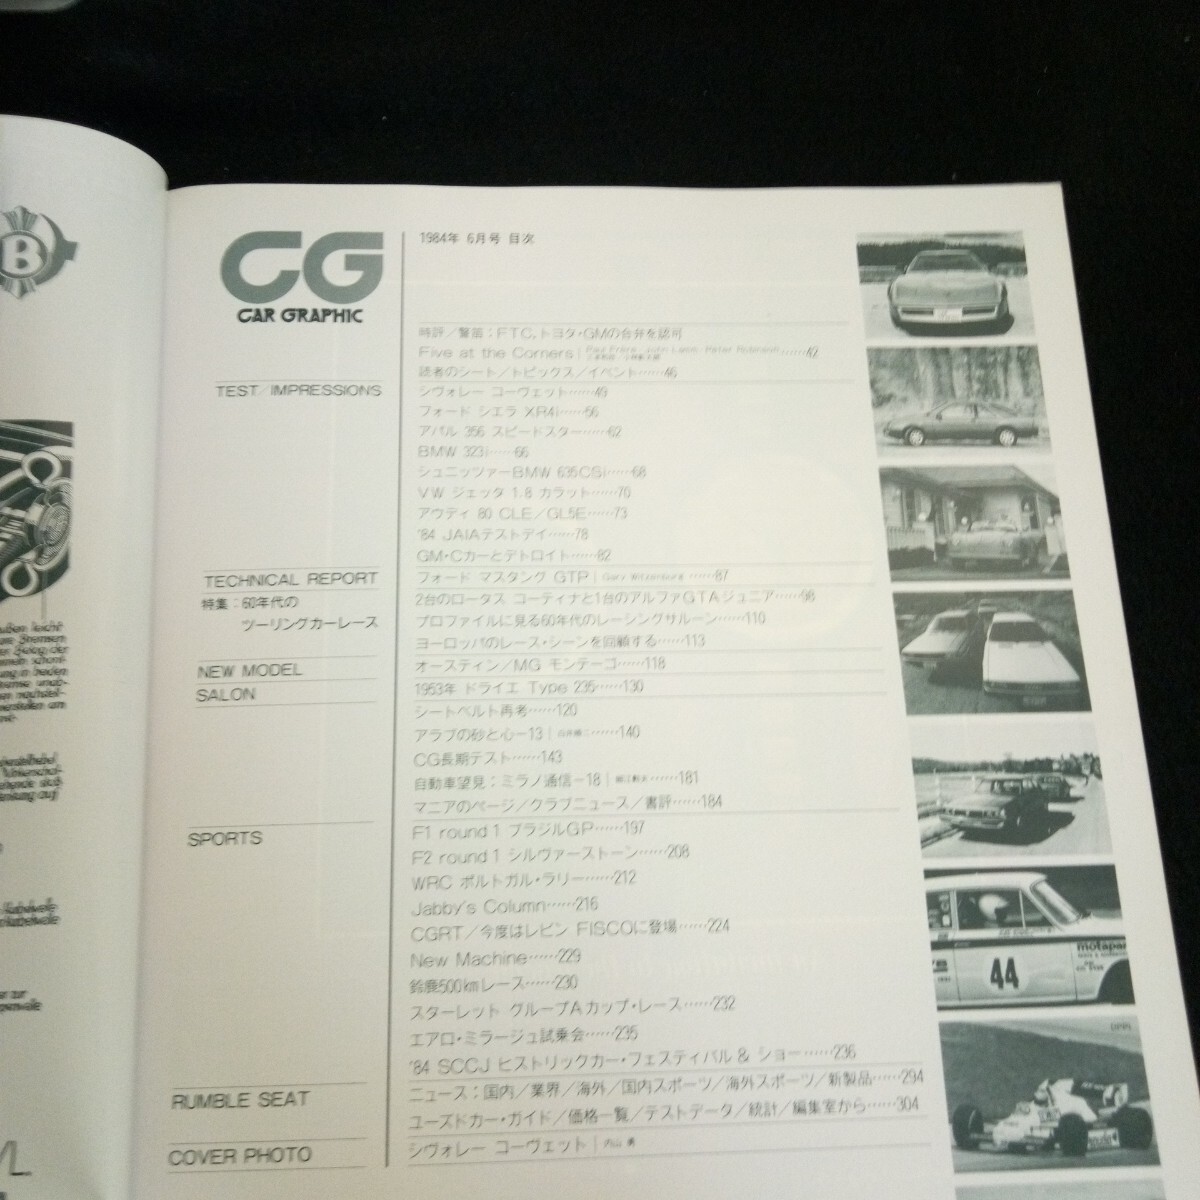 B
CG
CAR GRAPHIC
1984年 6月号 目次
時評/警笛:FTC,トヨタ・GMの合弁を認可
Five at the Corners ……42
読者のシート/トピックス/イベント……46
TEST/IMPRESSIONS
シヴォレー コーヴェット……49
フォード シエラ XR4i……56
アバル 356 スピードスター……62
BMW 323i……66
シュニッツァーBMW 635CSi……68
VW ジェッタ 1.8 カラット……70
アウディ 80 CLE/GL5E……73
'84 JAIAテストデイ……78
GM・Cカーとデトロイト……82
TECHNICAL REPORT
フォード マスタング GTP | Gary Witzenburg ……87
特集:60年代の
ツーリングカーレース
2台のロータス コーティナと1台のアルファGTAジュニア……98
プロファイルに見る60年代のレーシングサルーン……110
ヨーロッパのレース・シーンを回顧する……113
NEW MODEL
オースティン/MG モンテーゴ……118
SALON
1953年 ドライエ Type 235……130
シートベルト再考……120
アラブの砂と心-13 ……140
CG長期テスト……143
自動車望見:ミラノ通信-18 ……181
マニアのページ/クラブニュース/書評……184
SPORTS
F1 round 1 ブラジルGP……197
F2 round 1 シルヴァーストーン……208
WRC ポルトガル・ラリー……212
Jabby's Column……216
CGRT/今度はレビン FISCOに登場……224
New Machine……229
鈴鹿500kmレース……230
スターレット グループAカップ・レース……232
エアロ・ミラージュ試乗会……235
'84 SCCJ ヒストリックカー・フェスティバル & ショー……236
RUMBLE SEAT
ニュース:国内/業界/海外/国内スポーツ/海外スポーツ/新製品……294
ユーズドカー・ガイド/価格一覧/テストデータ/統計/編集室から……304
COVER PHOTO
シヴォレー コーヴェット
44